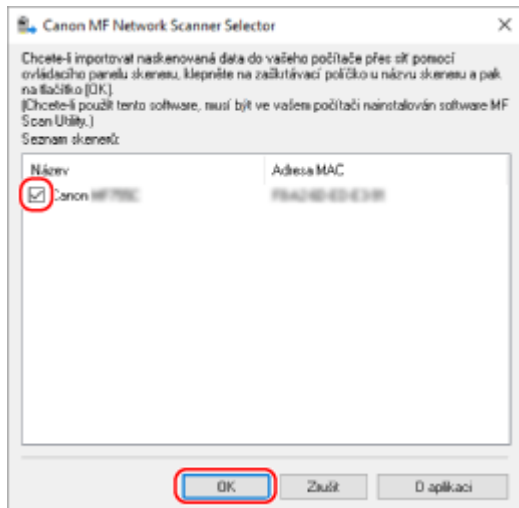 Canon MF Network Scanner Selector
Chcete-li importovat naskenovaná data do vašeho počítače přes síť pomocí
ovládacího panelu skeneru, klepněte na zaškrtávací políčko u názvu skeneru a pak
na tlačítko [OK].
(Chcete-li použít tento software, musí být ve vašem počítači nainstalován software MF
Scan Utility.)
Seznam skenerů:
Název Adresa MAC
Canon
OK Zrušit O aplikaci